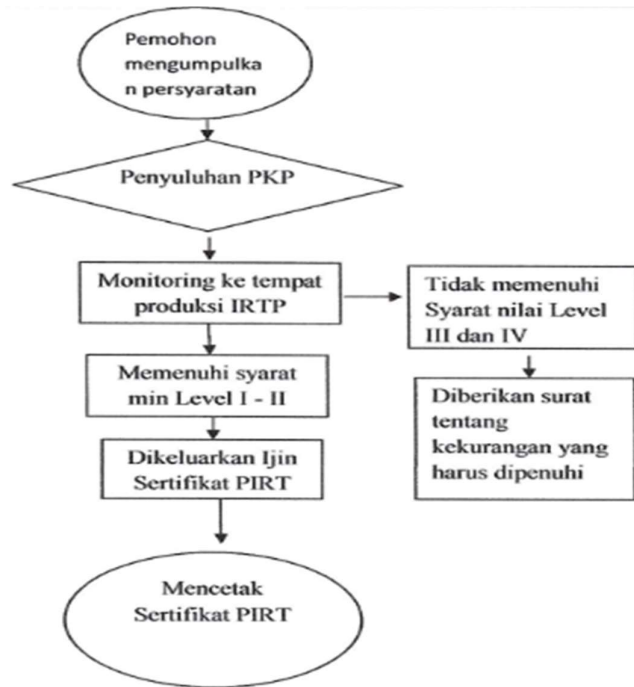 Pemohon
mengumpulka
n persyaratan
Penyuluhan PKP
Monitoring ke tempat
produksi IRTP
Tidak memenuhi
Syarat nilai Level
III dan IV
Memenuhi syarat
min Level I - II
Diberikan surat
tentang
kekurangan yang
harus dipenuhi
Dikeluarkan Ijin
Sertifikat PIRT
Mencetak
Sertifikat PIRT